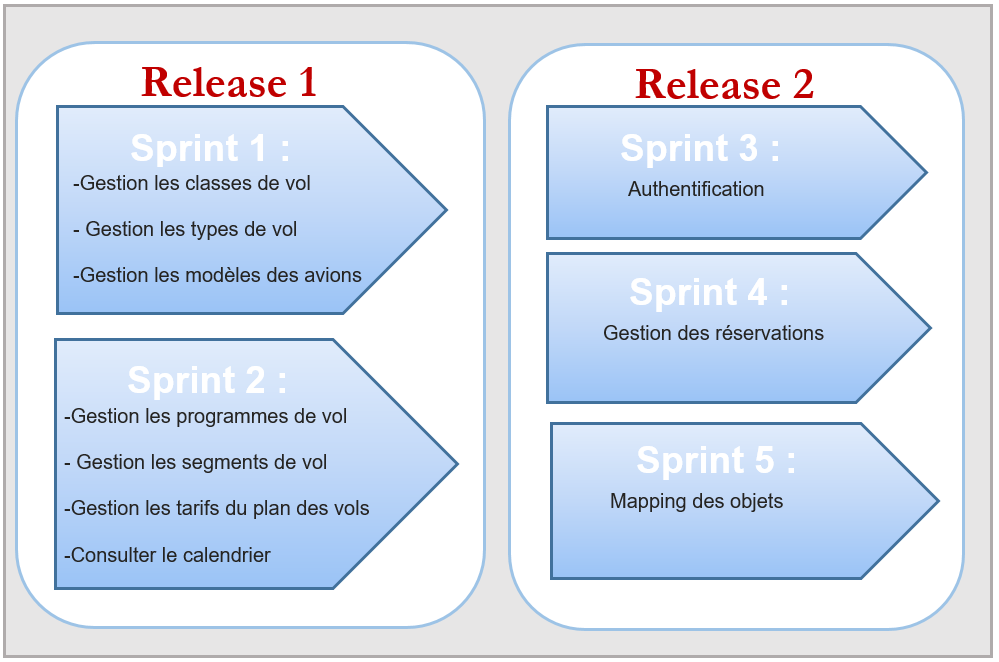 Release 1
Sprint 1 :
-Gestion les classes de vol
- Gestion les types de vol
-Gestion les modèles des avions
Sprint 2 :
-Gestion les programmes de vol
- Gestion les segments de vol
-Gestion les tarifs du plan des vols
-Consulter le calendrier
Release 2
Sprint 3 :
Authentification
Sprint 4 :
Gestion des réservations
Sprint 5 :
Mapping des objets